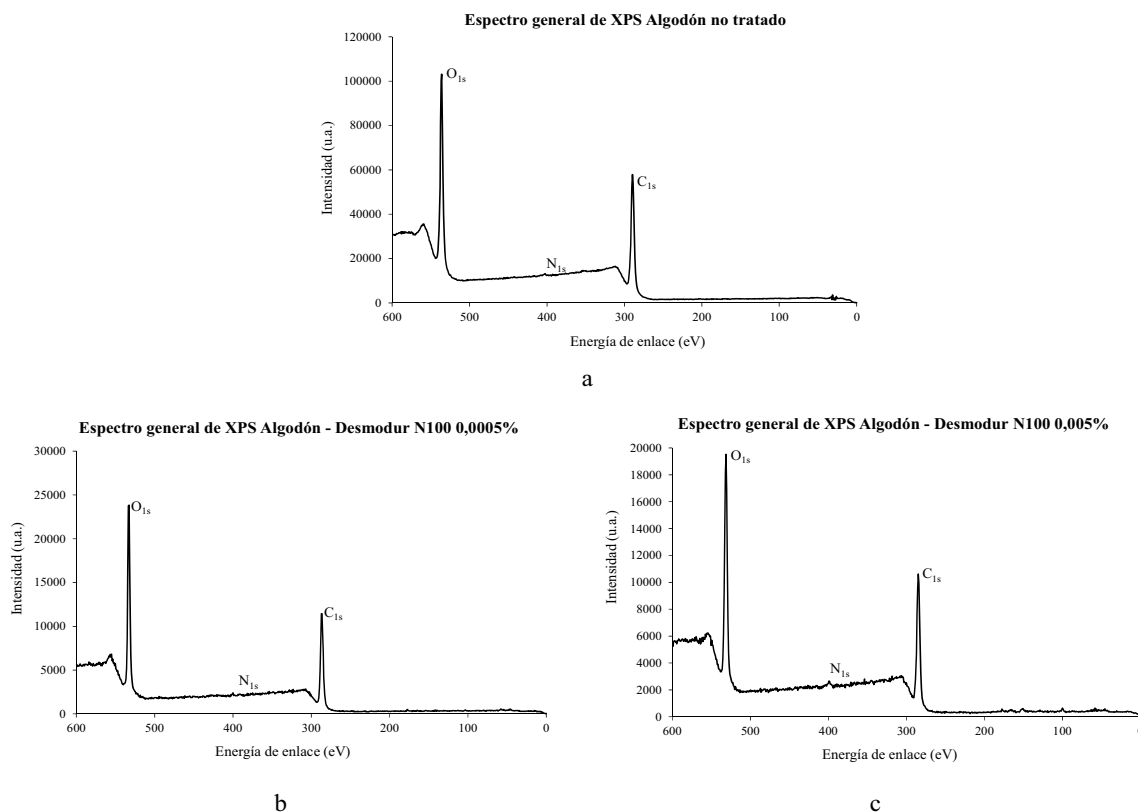 Espectro general de XPS Algodón no tratado
120000
100000
80000
60000
40000
20000
0
Intensidad (u.a.)
O1s
N1s
C1s
600 500 400 300 200 100 0
Energía de enlace (eV)
a
Espectro general de XPS Algodón - Desmodur N100 0,0005%
30000
25000
20000
15000
10000
5000
0
Intensidad (u.a.)
O1s
N1s
C1s
600 500 400 300 200 100 0
Energía de enlace (eV)
b
Espectro general de XPS Algodón - Desmodur N100 0,005%
20000
18000
16000
14000
12000
10000
8000
6000
4000
2000
0
Intensidad (u.a.)
O1s
N1s
C1s
600 500 400 300 200 100
Energía de enlace (eV)
c